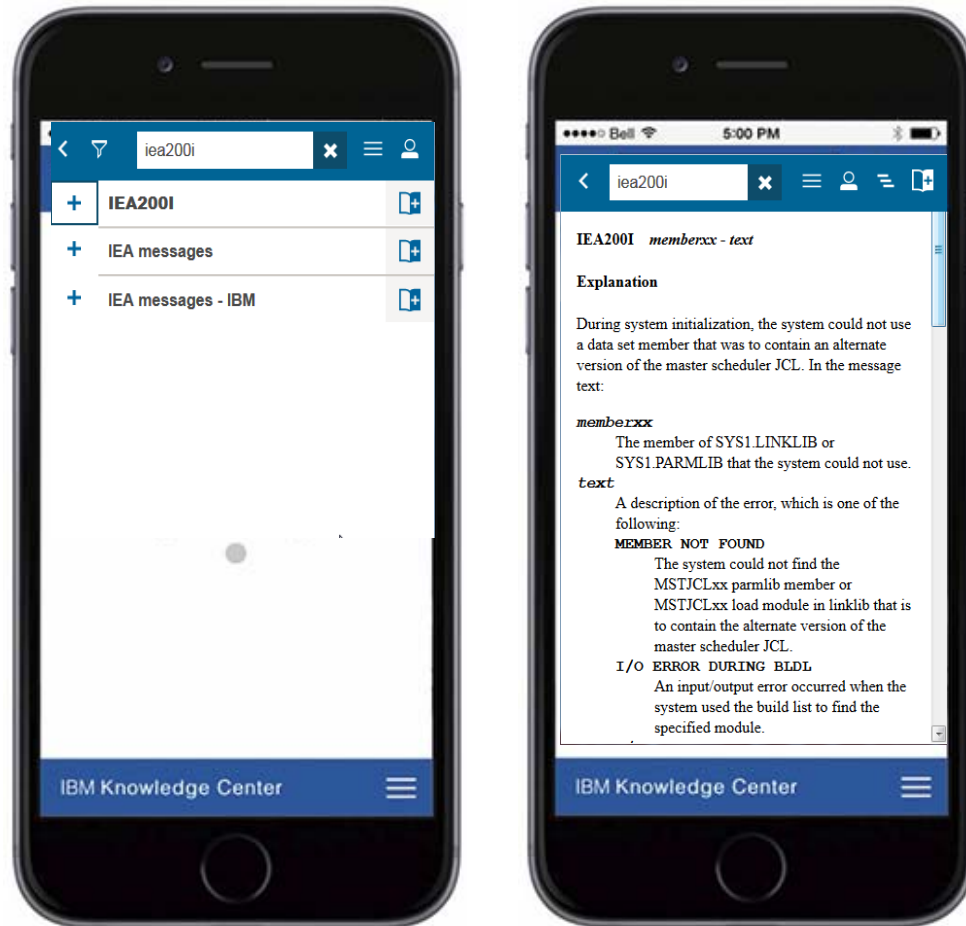 iea200i
IEA200I
IEA messages
IEA messages - IBM
IBM Knowledge Center
Bell 5:00 PM
iea200i
IEA200I memberxx - text
Explanation
During system initialization, the system could not use
a data set member that was to contain an alternate
version of the master scheduler JCL. In the message
text:
memberxx
The member of SYS1.LINKLIB or
SYS1.PARMLIB that the system could not use.
text
A description of the error, which is one of the
following:
MEMBER NOT FOUND
The system could not find the
MSTJCLxx parmlib member or
MSTJCLxx load module in linklib that is
to contain the alternate version of the
master scheduler JCL.
I/O ERROR DURING BLDL
An input/output error occurred when the
system used the build list to find the
specified module.
IBM Knowledge Center